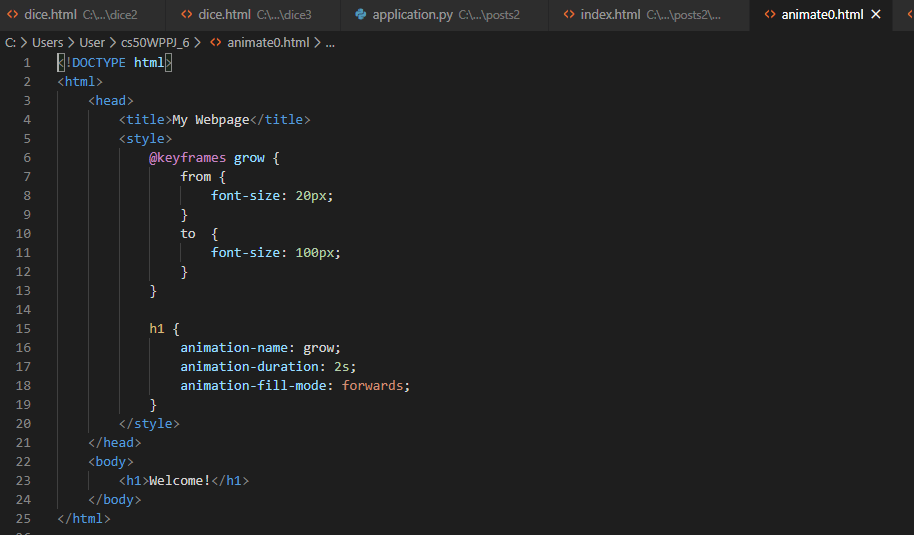 dice.html C:\...\dice2 dice.html C:\...\dice3 application.py C:\...\posts2 index.html C:\...\posts2\... animate0.html
C: > Users > User > cs50WPPJ_6 > animate0.html > ...
1 <!DOCTYPE html>
2 <html>
3 <head>
4 <title>My Webpage</title>
5 <style>
6 @keyframes grow {
7 from {
8 font-size: 20px;
9 }
10 to  {
11 font-size: 100px;
12 }
13 }
14
15 h1 {
16 animation-name: grow;
17 animation-duration: 2s;
18 animation-fill-mode: forwards;
19 }
20 </style>
21 </head>
22 <body>
23 <h1>Welcome!</h1>
24 </body>
25 </html>